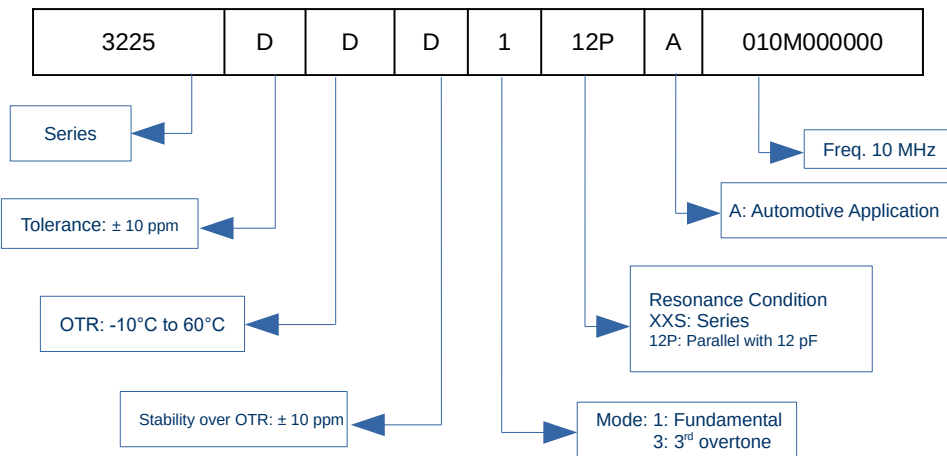 3225 D D D 1 12P A 010M000000
Series
Freq. 10 MHz
Tolerance: ± 10 ppm
A: Automotive Application
OTR: -10°C to 60°C
Resonance Condition
XXS: Series
12P: Parallel with 12 pF
Stability over OTR: ± 10 ppm
Mode: 1: Fundamental
3: 3rd overtone